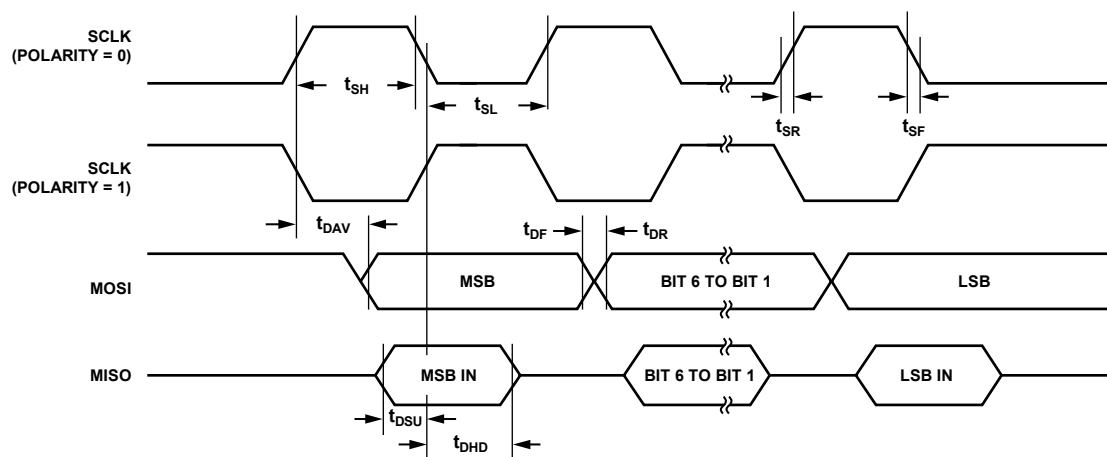 SCLK
(POLARITY = 0)
tSH
tSL
tSR
tSF
SCLK
(POLARITY = 1)
tDAV
tDF
tDR
MOSI
MSB
BIT 6 TO BIT 1
LSB
MISO
MSB IN
BIT 6 TO BIT 1
LSB IN
tDSU
tDHD